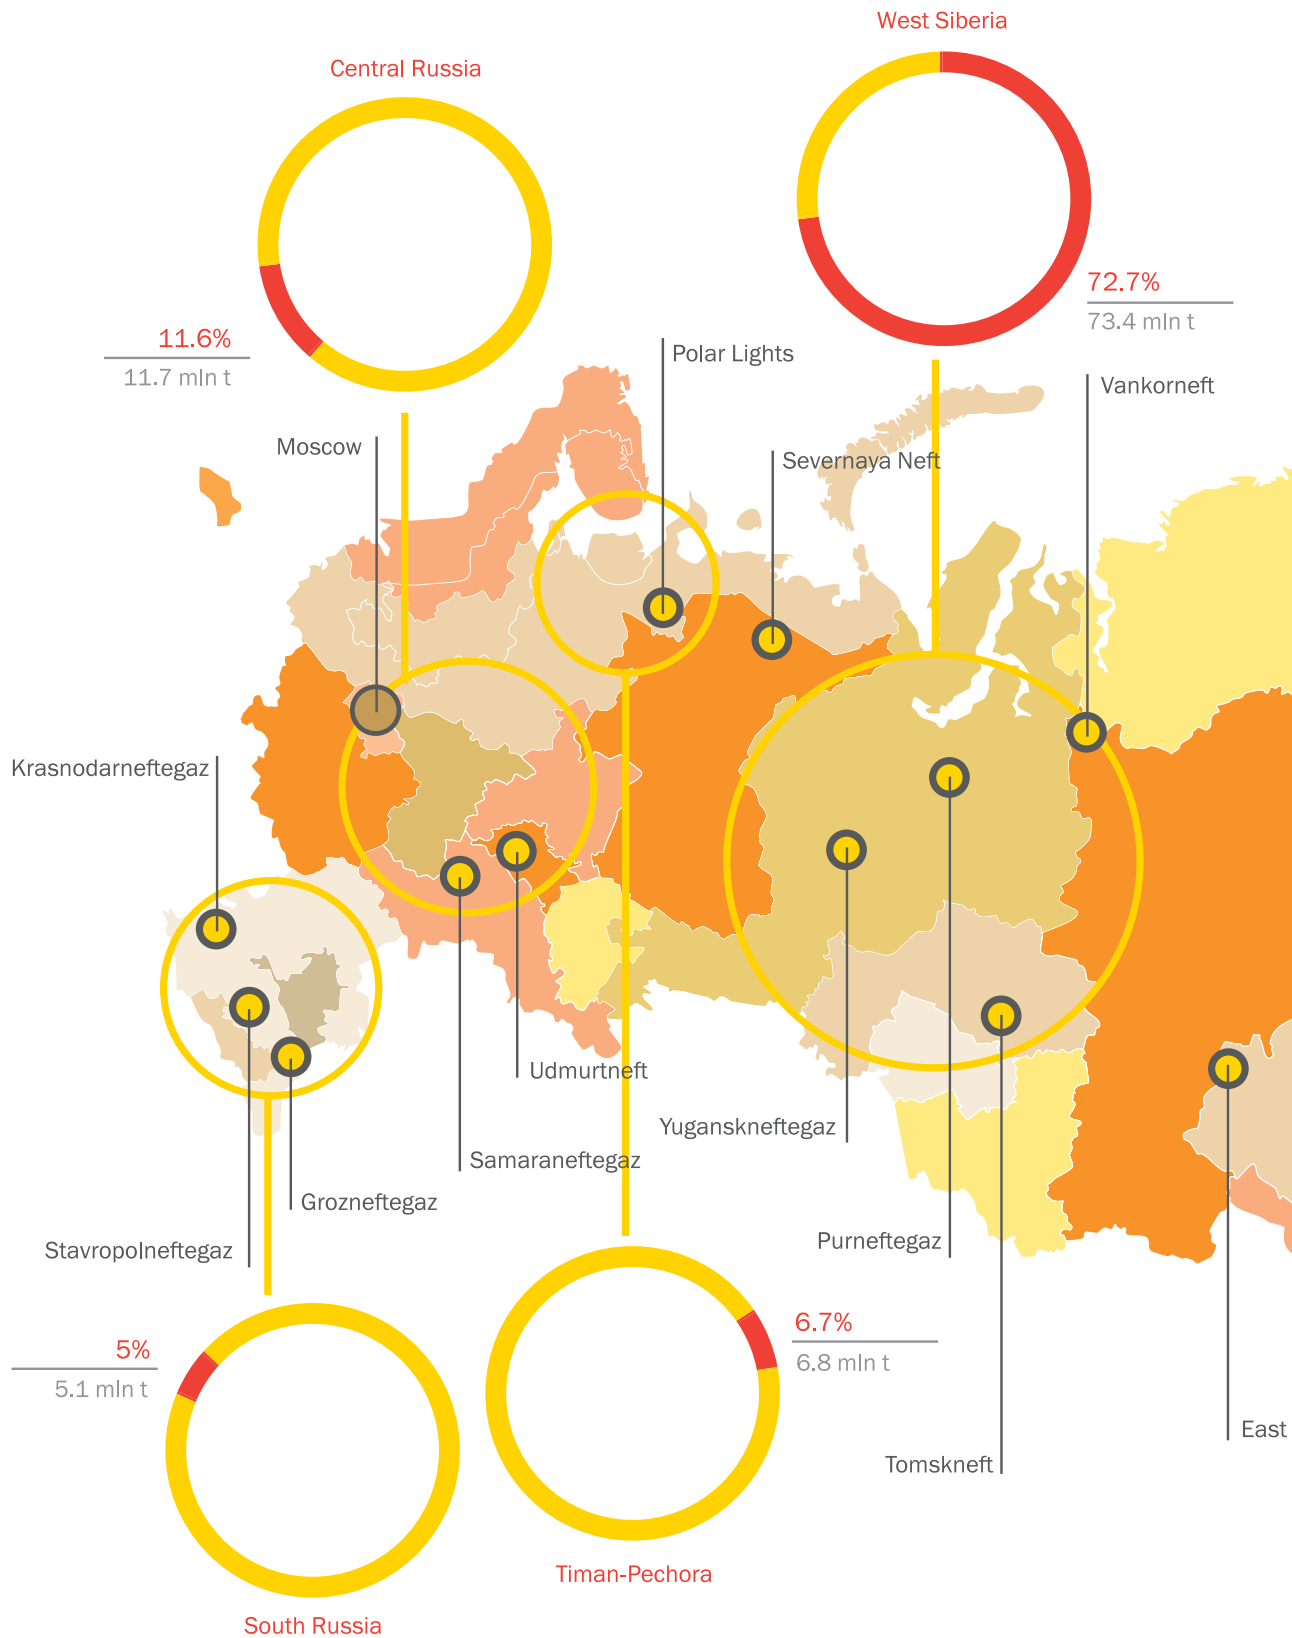 West Siberia
Central Russia
72.7%
73.4 mln t
11.6%
11.7 mln t
Polar Lights
Vankorneft
Moscow
Severnaya Neft
Krasnodarneftegaz
Udmurtneft
Yuganskneftegaz
Samaraneftegaz
Grozneftegaz
Stavropolneftegaz
Purneftegaz
6.7%
6.8 mln t
5%
5.1 mln t
East
Tomskneft
Timan-Pechora
South Russia